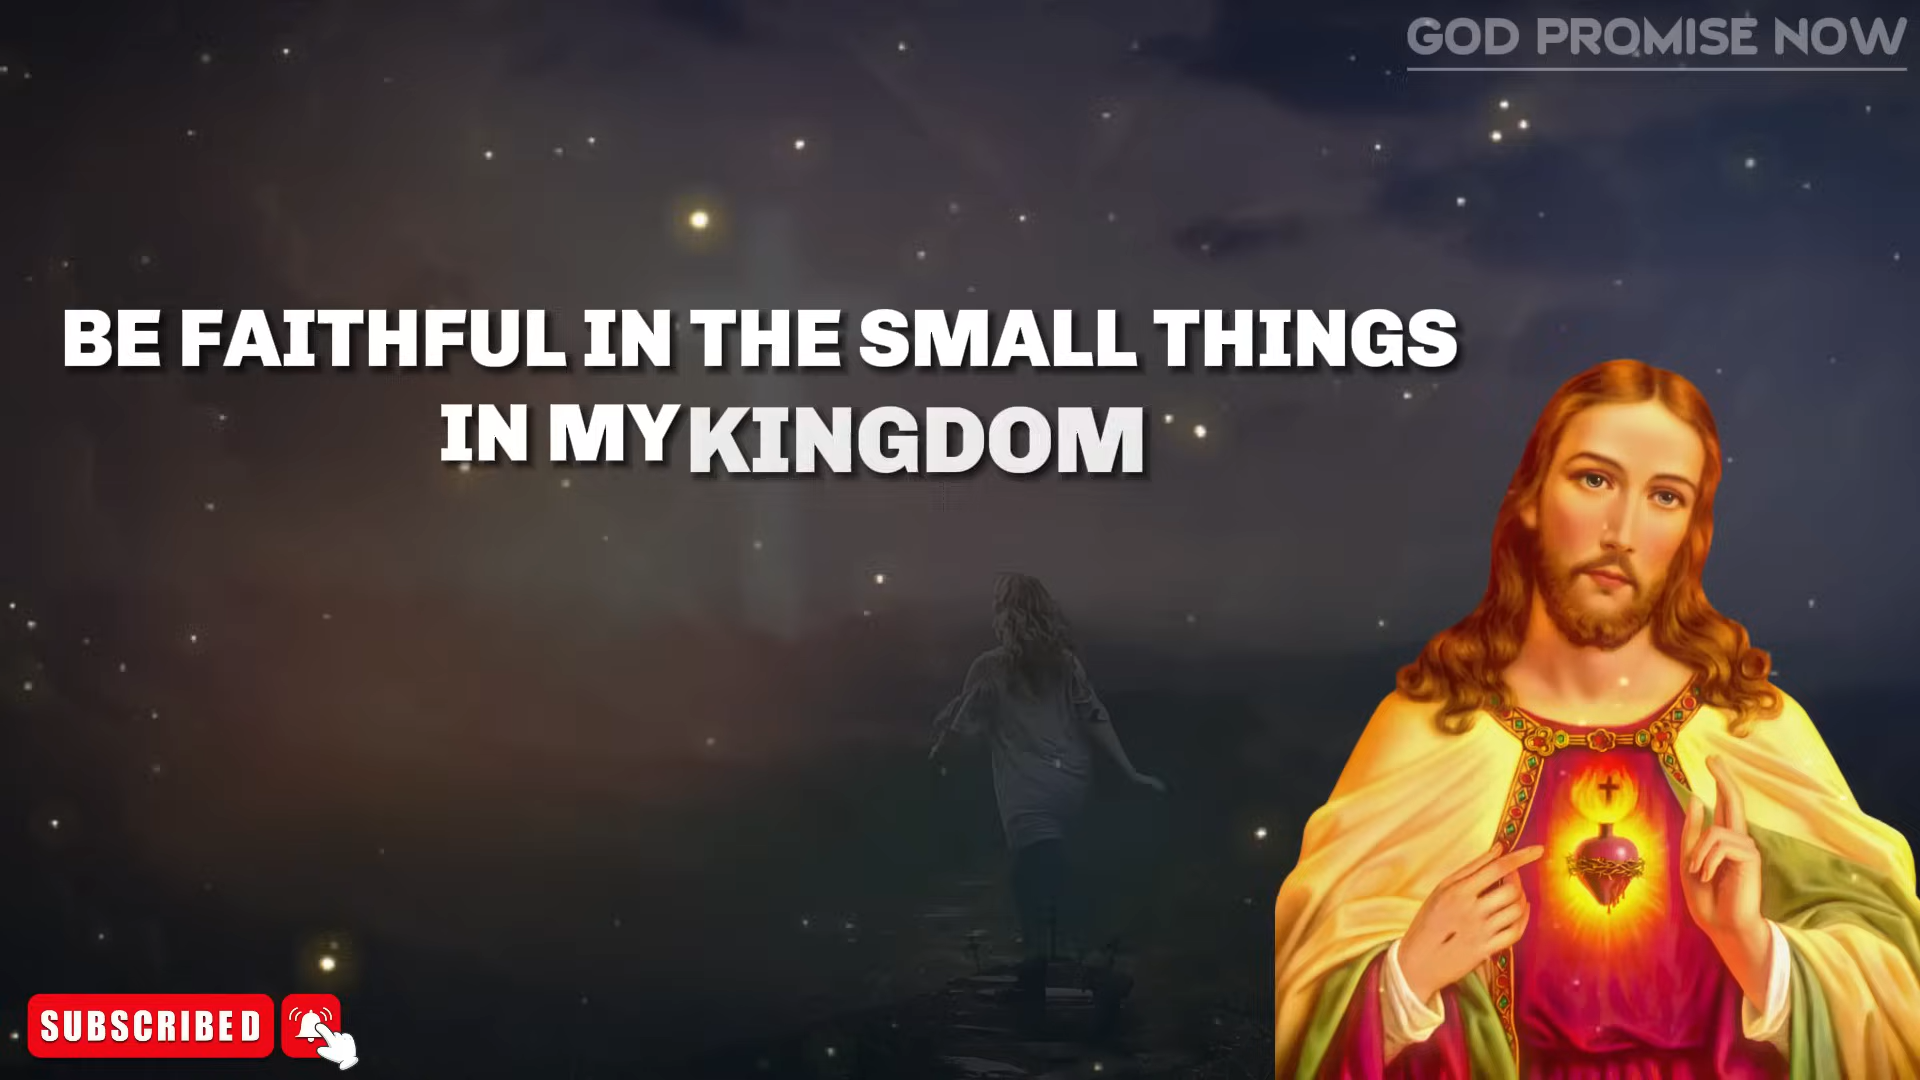 GOD PROMISE NOW
BE FAITHFUL IN THE SMALL THINGS
IN MY KINGDOM
SUBSCRIBED